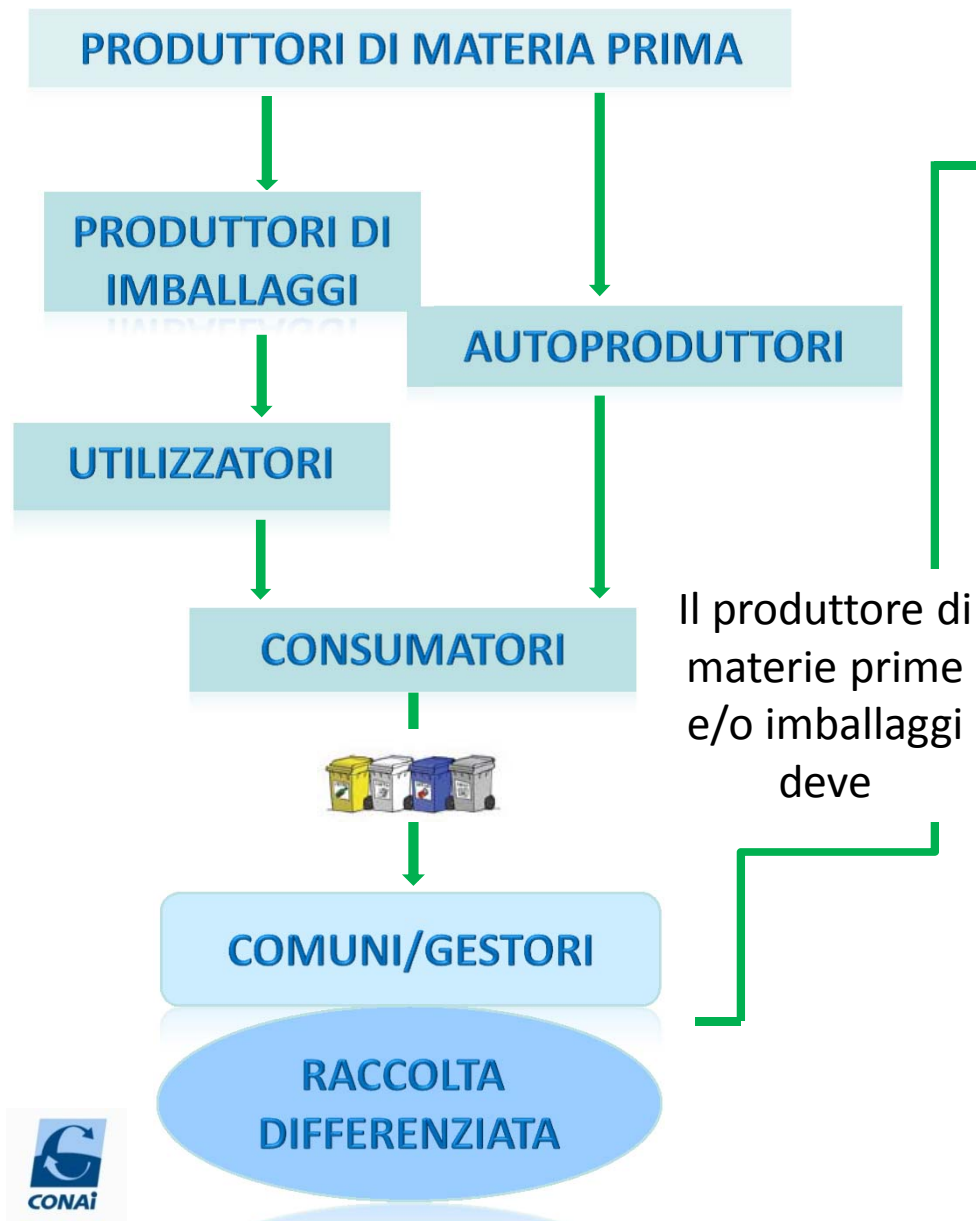 PRODUTTORI DI MATERIA PRIMA
PRODUTTORI DI
IMBALLAGGI
AUTOPRODUTTORI
UTILIZZATORI
CONSUMATORI
Il produttore di
materie prime
e/o imballaggi
deve
COMUNI/GESTORI
RACCOLTA
DIFFERENZIATA
CONAi